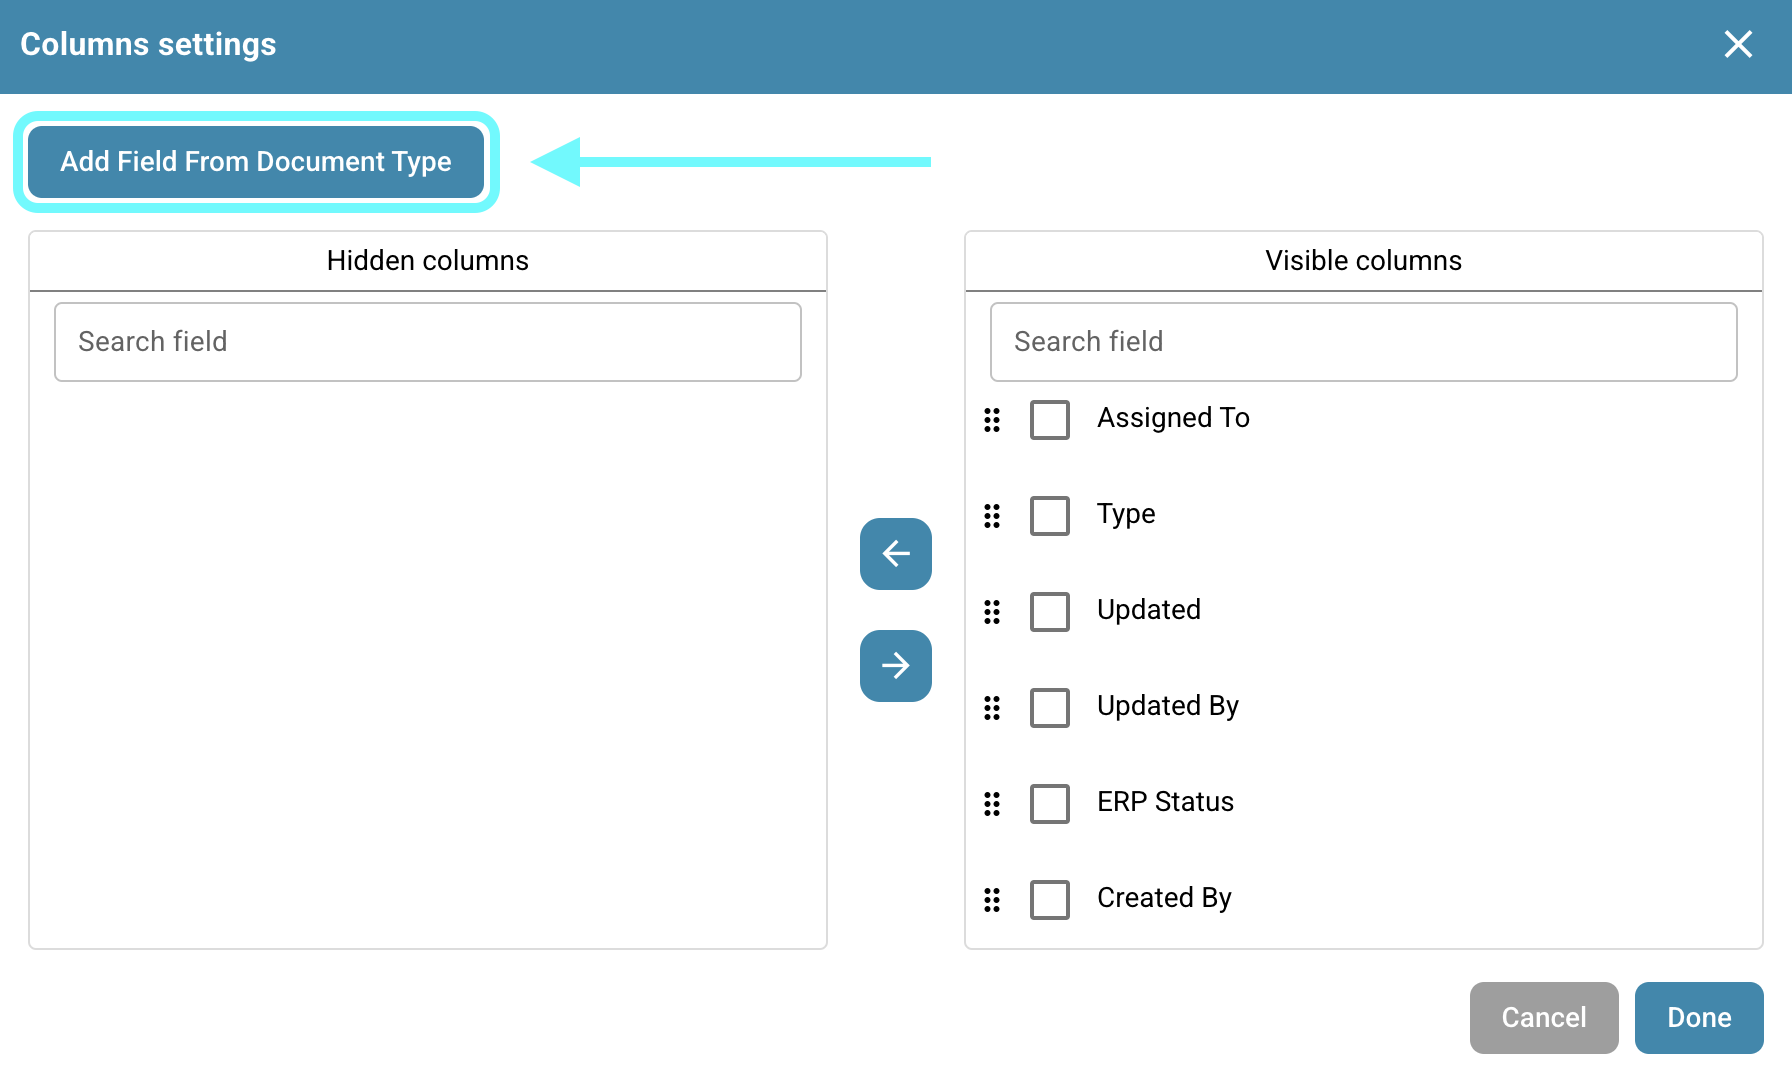 Columns settings
Add Field From Document Type
Hidden columns
Search field
Visible columns
Search field
Assigned To
Type
Updated
Updated By
ERP Status
Created By
Cancel
Done